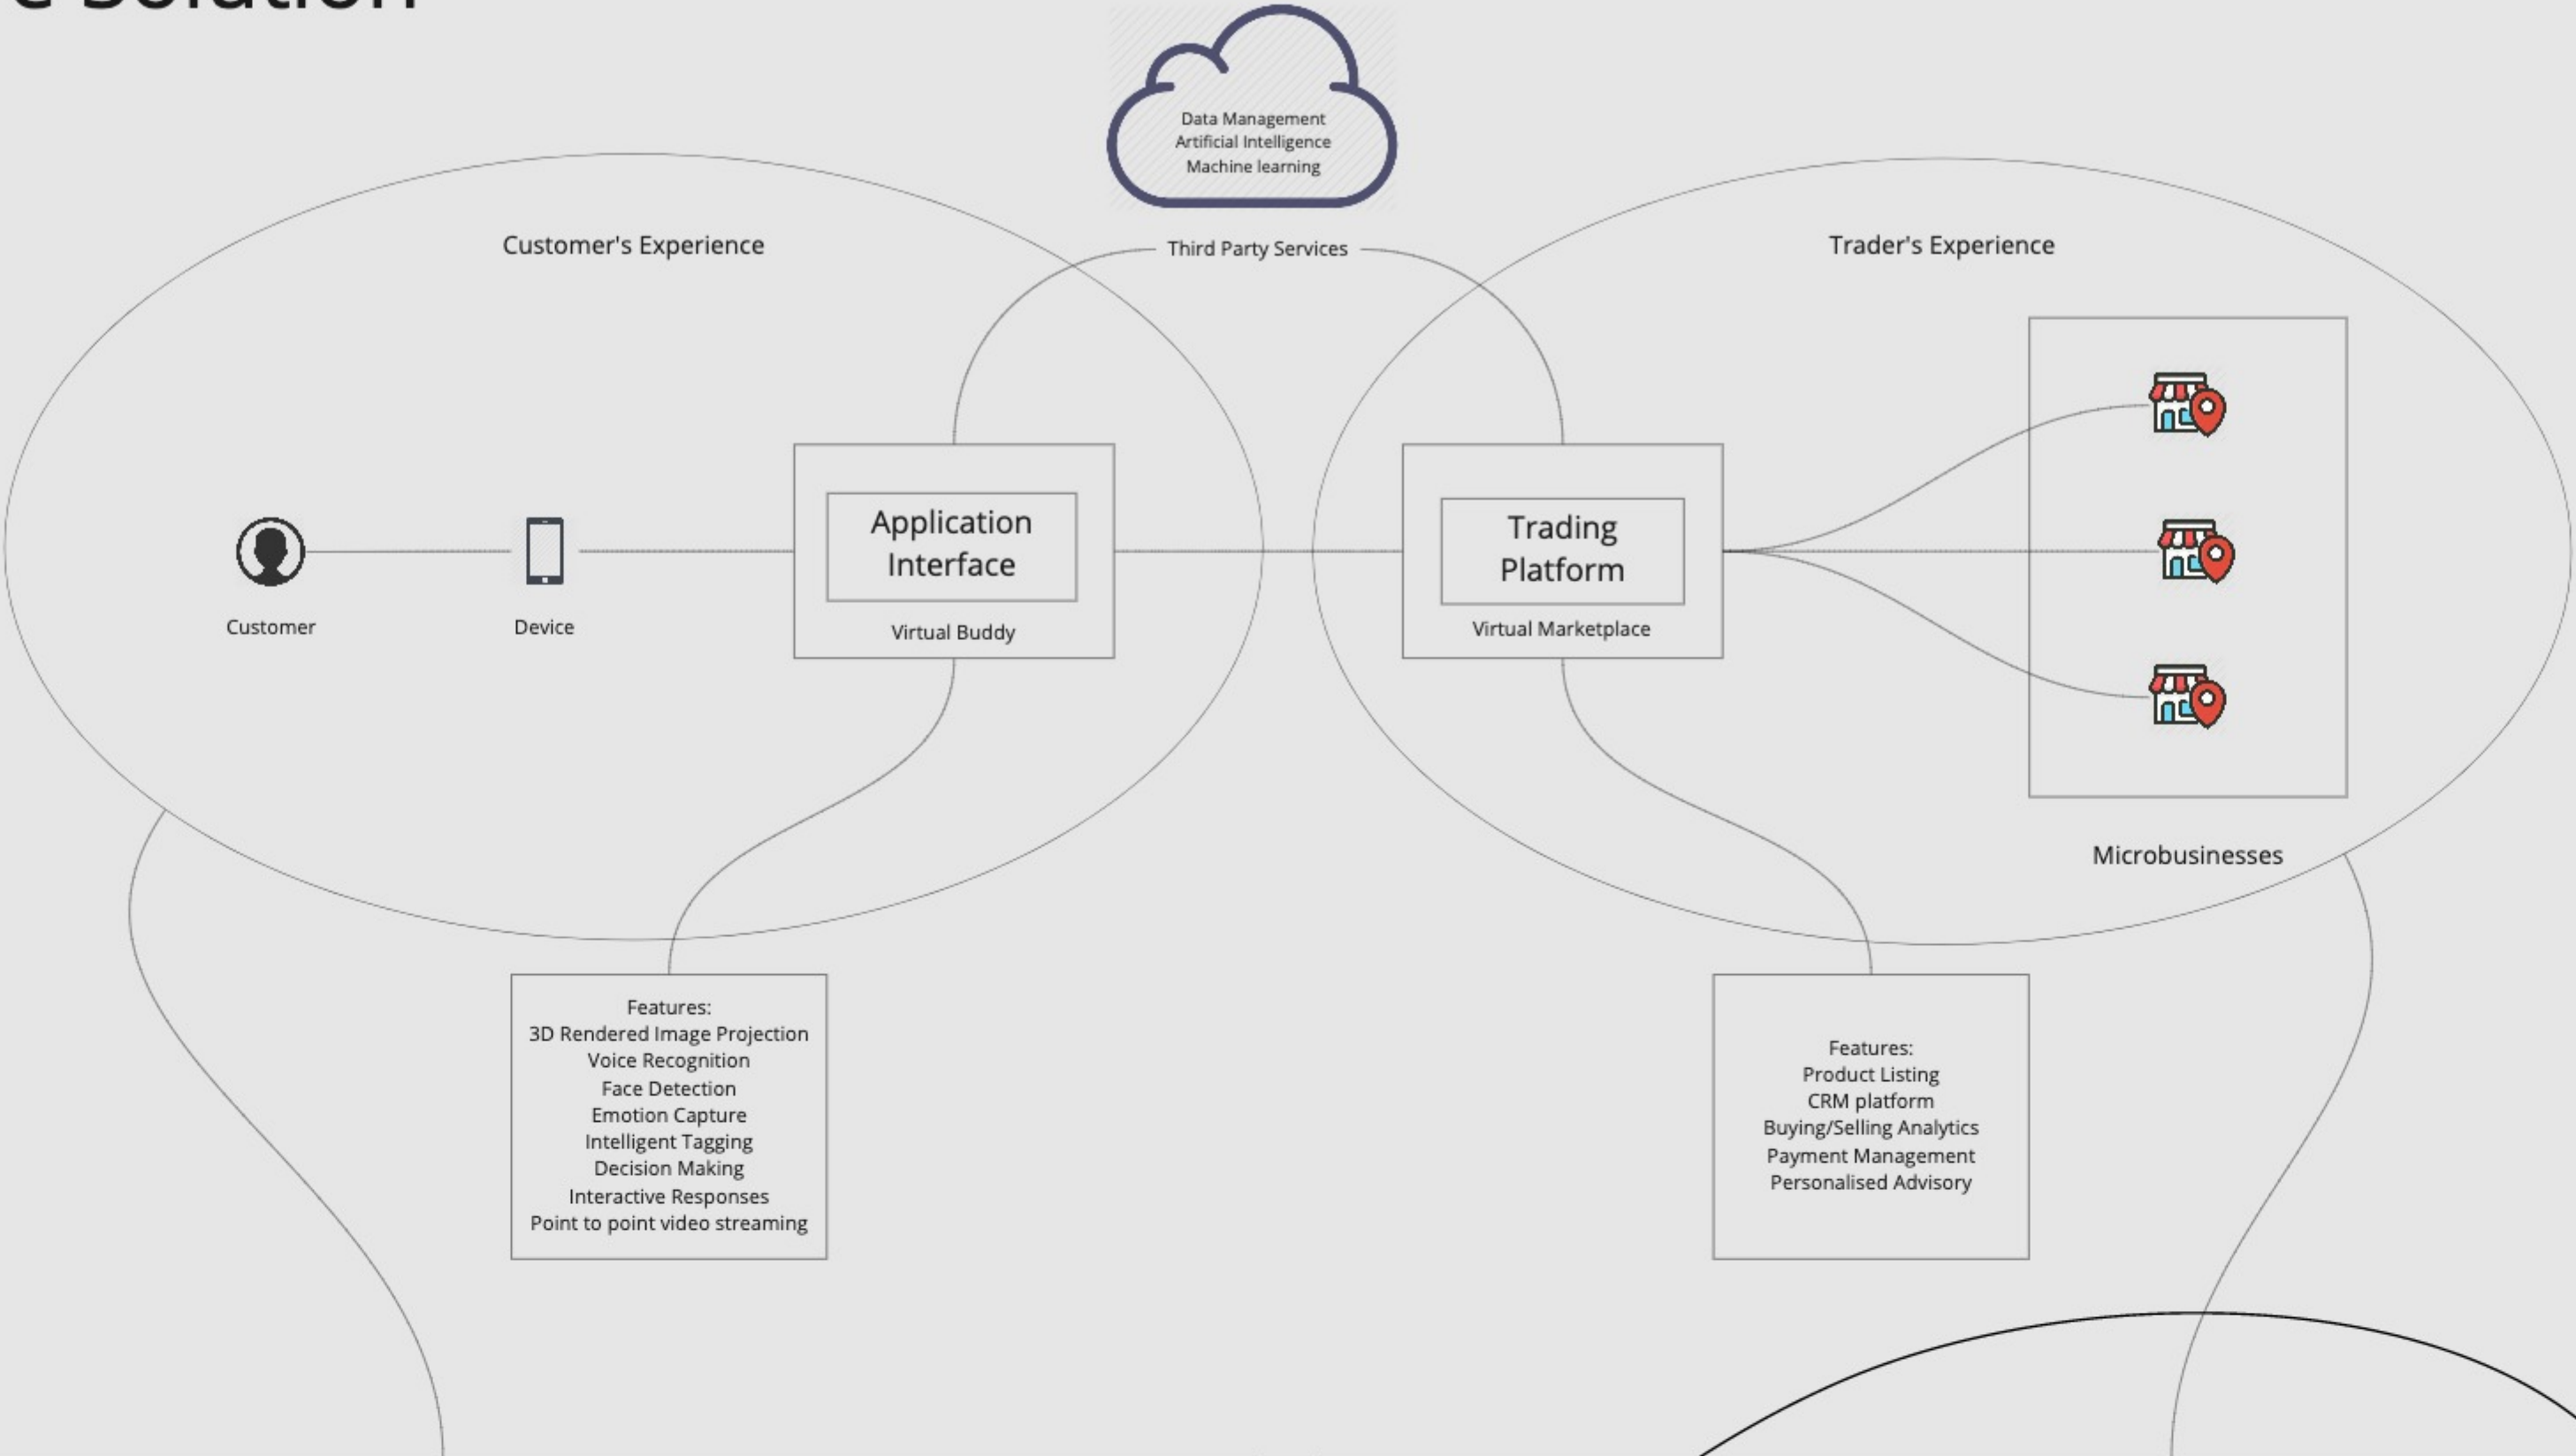 Solution
Data Management
Artificial Intelligence
Machine learning
Customer's Experience
Third Party Services
Trader's Experience
Application
Interface
Virtual Buddy
Trading
Platform
Virtual Marketplace
Customer
Device
Microbusinesses
Features:
3D Rendered Image Projection
Voice Recognition
Face Detection
Emotion Capture
Intelligent Tagging
Decision Making
Interactive Responses
Point to point video streaming
Features:
Product Listing
CRM platform
Buying/Selling Analytics
Payment Management
Personalised Advisory